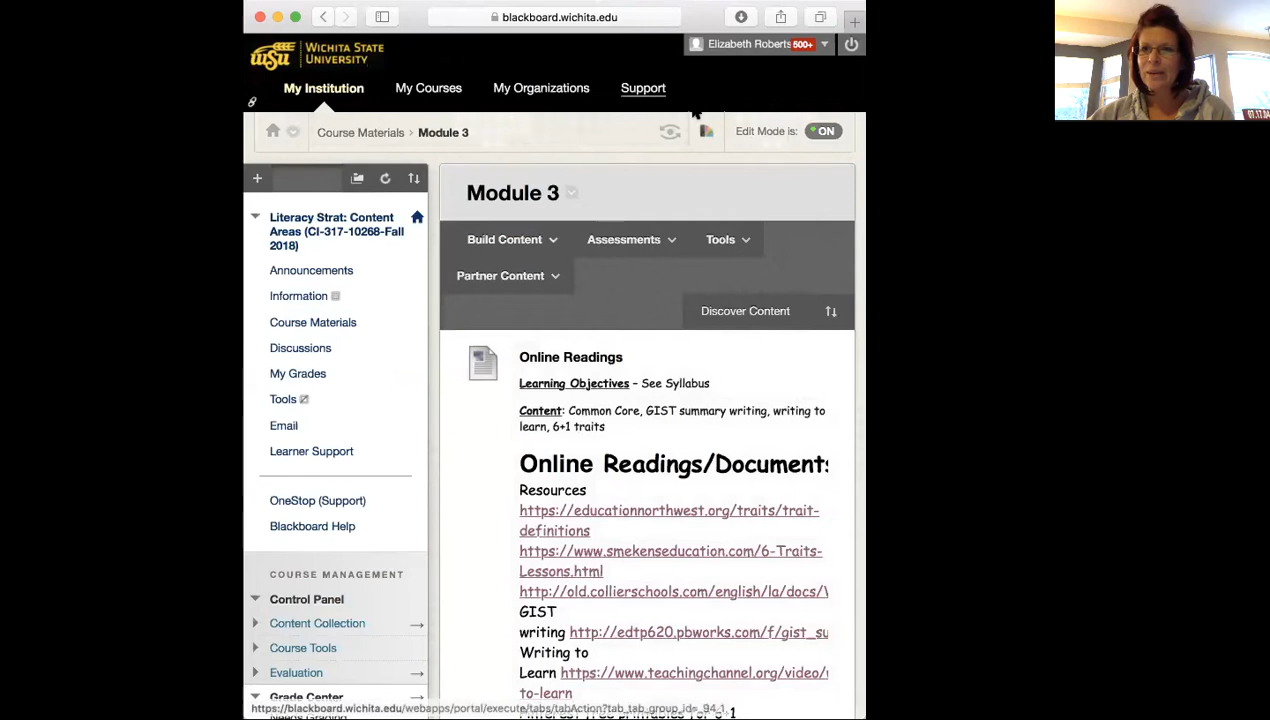 blackboard.wichita.edu
WICHITA STATE
UNIVERSITY
WSU
Elizabeth Roberts 500+
My Institution My Courses My Organizations Support
Course Materials > Module 3
Edit Mode is: ON
Literacy Strat: Content
Areas (CI-317-10268-Fall
2018)
Announcements
Information
Course Materials
Discussions
My Grades
Tools
Email
Learner Support
OneStop (Support)
Blackboard Help
COURSE MANAGEMENT
Control Panel
Content Collection
Course Tools
Evaluation
Grade Center
Module 3
Build Content Assessments Tools
Partner Content
Discover Content
Online Readings
Learning Objectives - See Syllabus
Content: Common Core, GIST summary writing, writing to
learn, 6+1 traits
Online Readings/Documents
Resources
https://educationnorthwest.org/traits/trait-
definitions
https://www.smekenseducation.com/6-Traits-
Lessons.html
http://old.collierschools.com/english/la/docs/
GIST
writing http://edtp620.pbworks.com/f/gist_su
Writing to
Learn https://www.teachingchannel.org/video/
to-learn
https://blackboard.wichita.edu/webapps/portal/execute/tabs/tabAction?tab_tab_group_id=_94_1